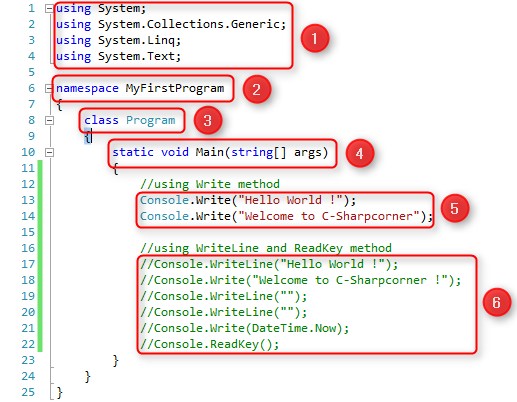 1 using System;
2 using System.Collections.Generic;
3 using System.Linq;
4 using System.Text;
1
5
6 namespace MyFirstProgram
2
7 {
8 class Program
3
9 {
10 static void Main(string[] args)
4
11 {
12 //using Write method
13 Console.Write("Hello World !");
14 Console.Write("Welcome to C-Sharpcorner");
5
15
16 //using WriteLine and ReadKey method
17 //Console.WriteLine("Hello World !");
18 //Console.Write("Welcome to C-Sharpcorner !");
19 //Console.WriteLine("");
6
20 //Console.WriteLine("");
21 //Console.Write(DateTime.Now);
22 //Console.ReadKey();
23 }
24 }
25 }